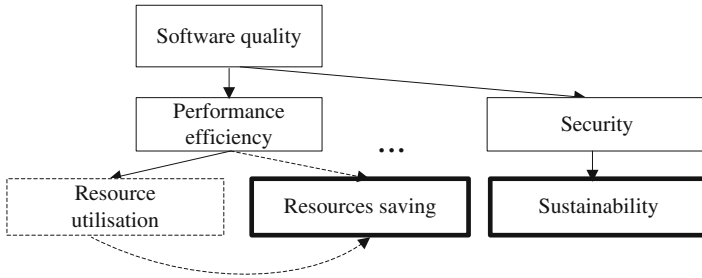 Software quality
Performance
efficiency
...
Security
Resource
utilisation
Resources saving
Sustainability